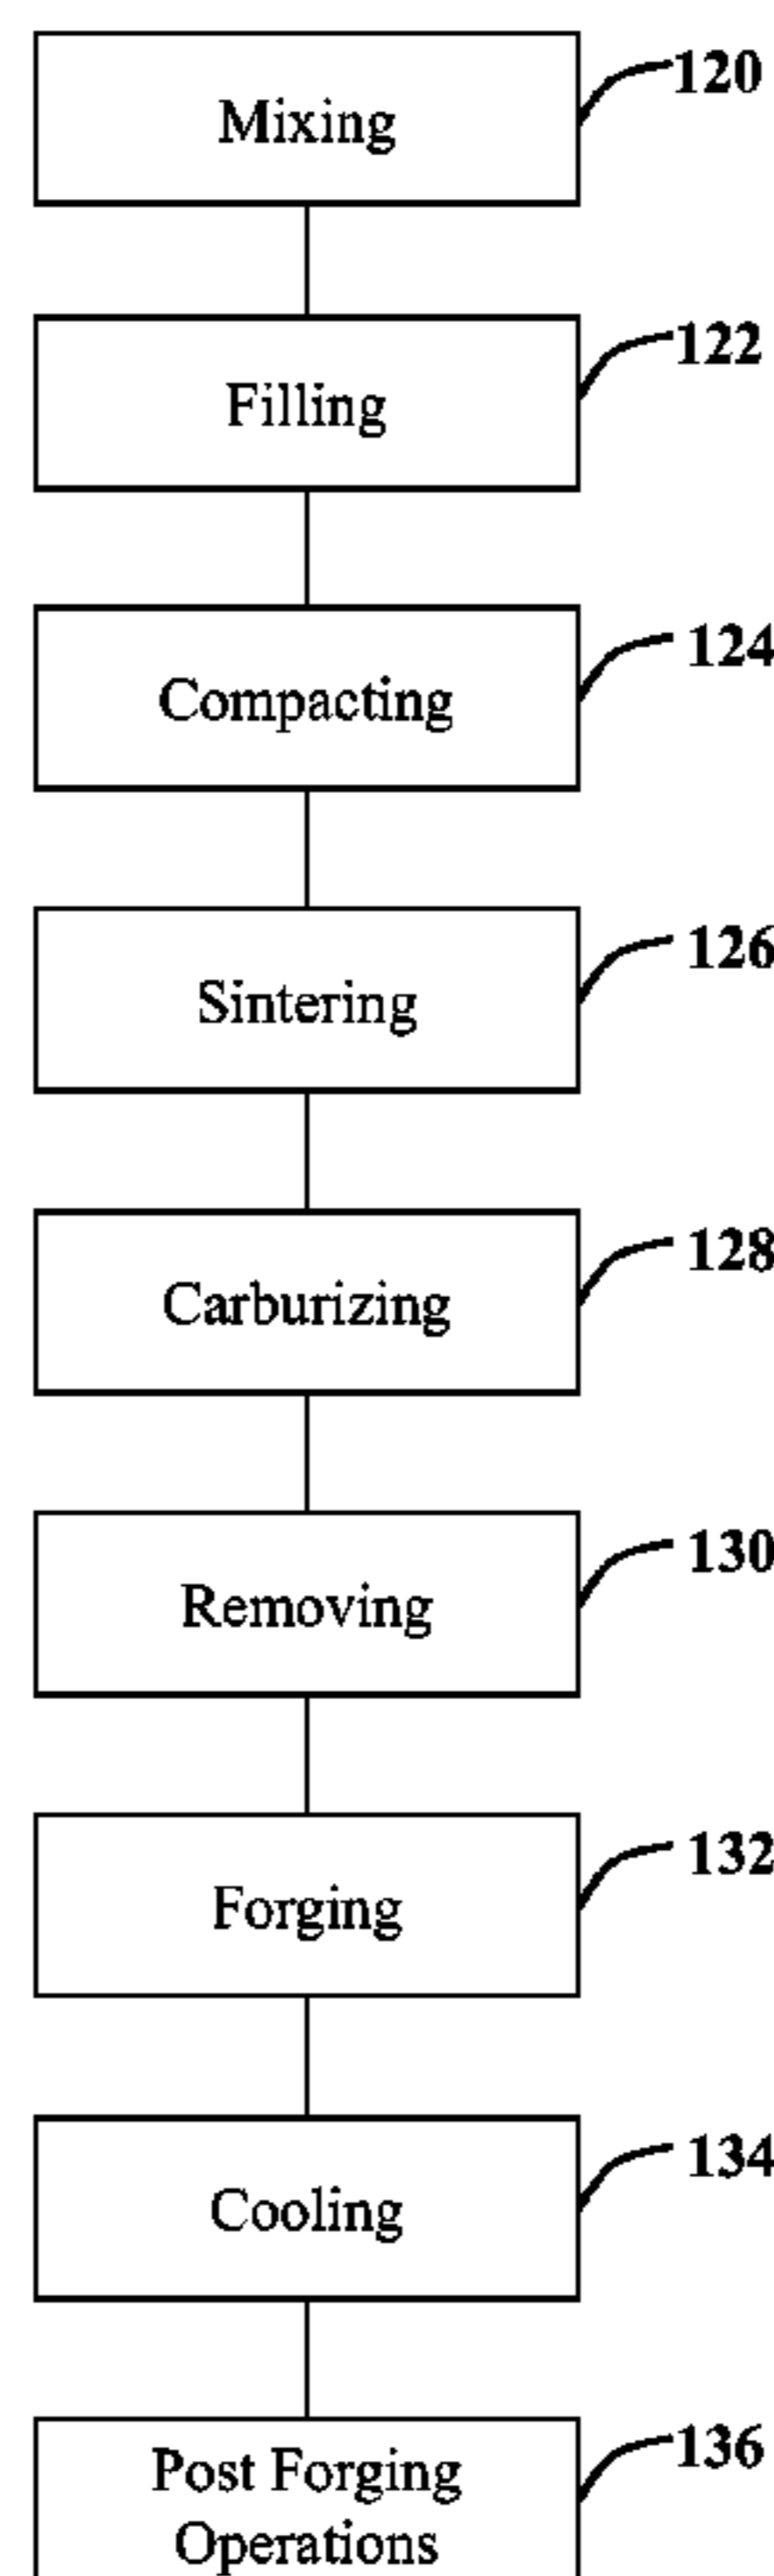 Mixing
120
Filling
122
Compacting
124
Sintering
126
Carburizing
128
Removing
130
Forging
132
Cooling
134
Post Forging
Operations
136